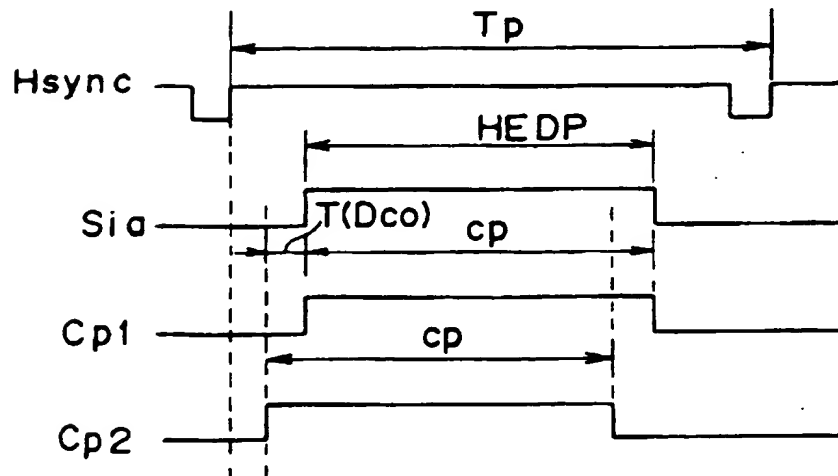 Tp
Hsync
HEDP
Sia
T(Dco)
cp
Cp1
cp
Cp2